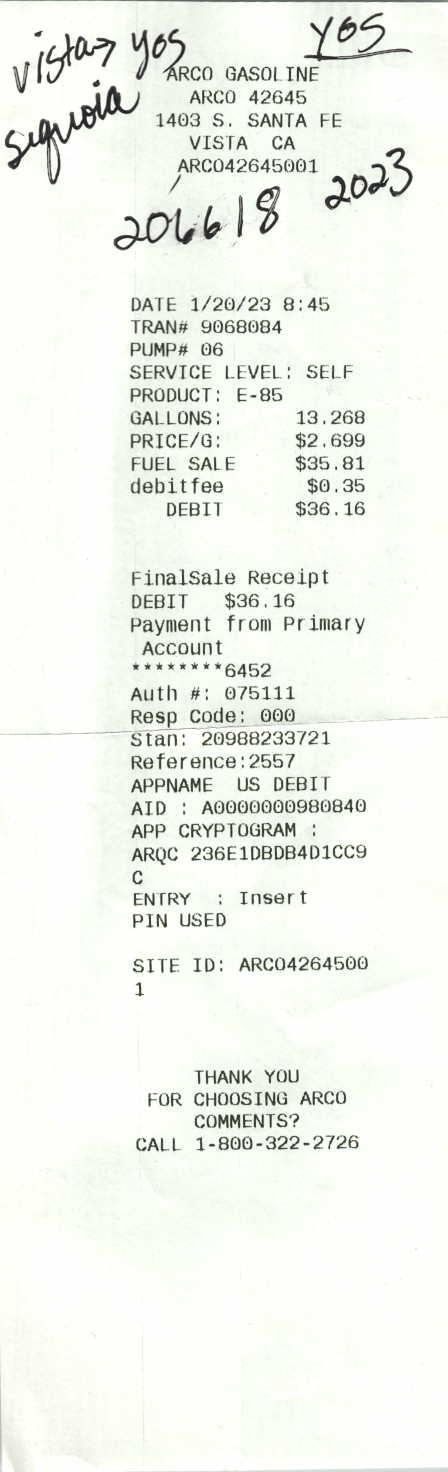 vista→ yos
yos
sequoia
ARCO GASOLINE
ARCO 42645
1403 S. SANTA FE
VISTA CA
ARCO42645001
206618 2023
DATE 1/20/23 8:45
TRAN# 9068084
PUMP# 06
SERVICE LEVEL: SELF
PRODUCT: E-85
GALLONS: 13.268
PRICE/G: $2.699
FUEL SALE $35.81
debitfee $0.35
DEBIT $36.16
FinalSale Receipt
DEBIT $36.16
Payment from Primary
Account
********6452
Auth #: 075111
Resp Code: 000
Stan: 20988233721
Reference:2557
APPNAME US DEBIT
AID : A0000000980840
APP CRYPTOGRAM :
ARQC 236E1DBDB4D1CC9
C
ENTRY : Insert
PIN USED
SITE ID: ARCO4264500
1
THANK YOU
FOR CHOOSING ARCO
COMMENTS?
CALL 1-800-322-2726